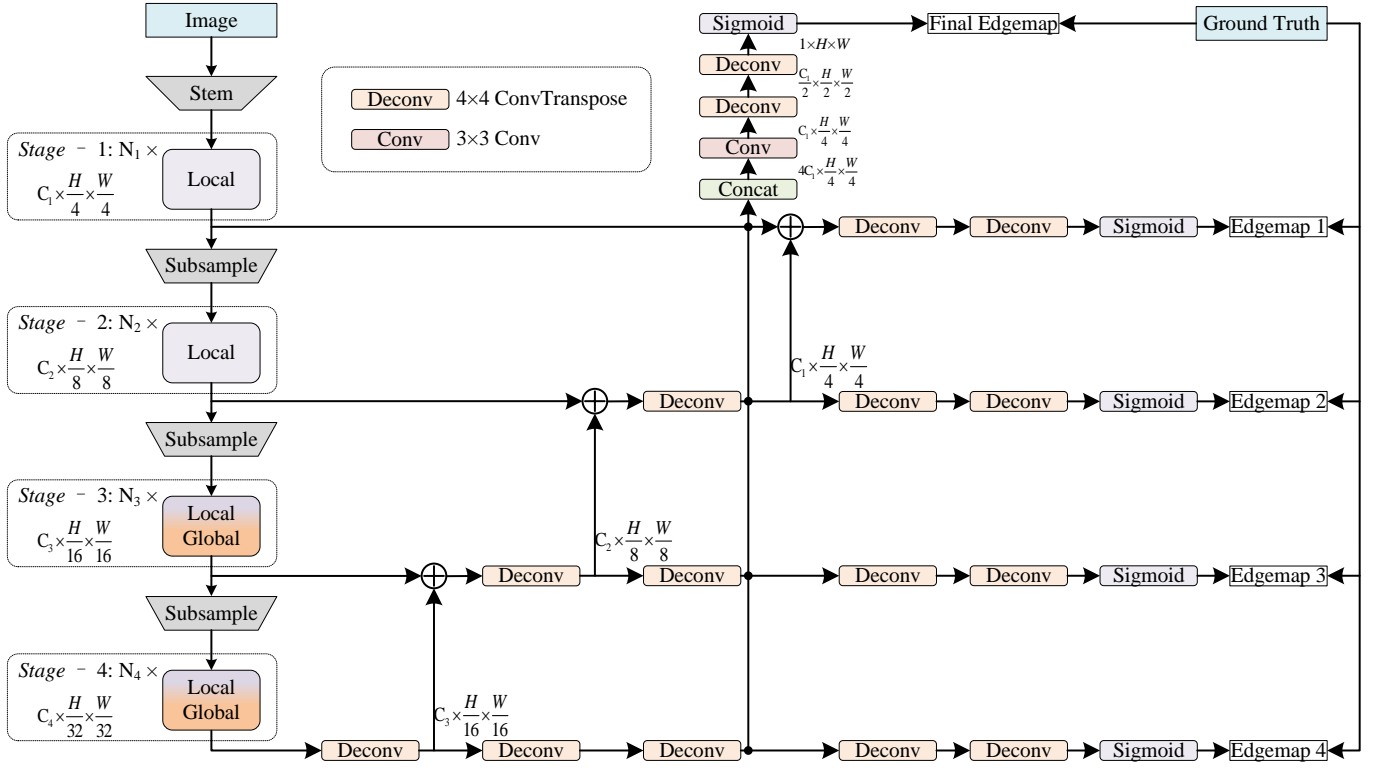 Image
Stem
Stage - 1: N₁ ×
C₁ × H/4 × W/4
Local
Subsample
Stage - 2: N₂ ×
C₂ × H/8 × W/8
Local
Subsample
Stage - 3: N₃ ×
C₃ × H/16 × W/16
Local
Global
Subsample
Stage - 4: N₄ ×
C₄ × H/32 × W/32
Local
Global
Deconv 4×4 ConvTranspose
Conv 3×3 Conv
Sigmoid
Final Edgemap
Ground Truth
1×H×W
Deconv
C₁/2 × H/2 × W/2
Deconv
C₁ × H/4 × W/4
Conv
4C₁ × H/4 × W/4
Concat
Deconv Deconv Sigmoid Edgemap 1
C₁ × H/4 × W/4
Deconv Deconv Deconv Sigmoid Edgemap 2
C₂ × H/8 × W/8
Deconv Deconv Deconv Deconv Sigmoid Edgemap 3
C₃ × H/16 × W/16
Deconv Deconv Deconv Deconv Deconv Sigmoid Edgemap 4